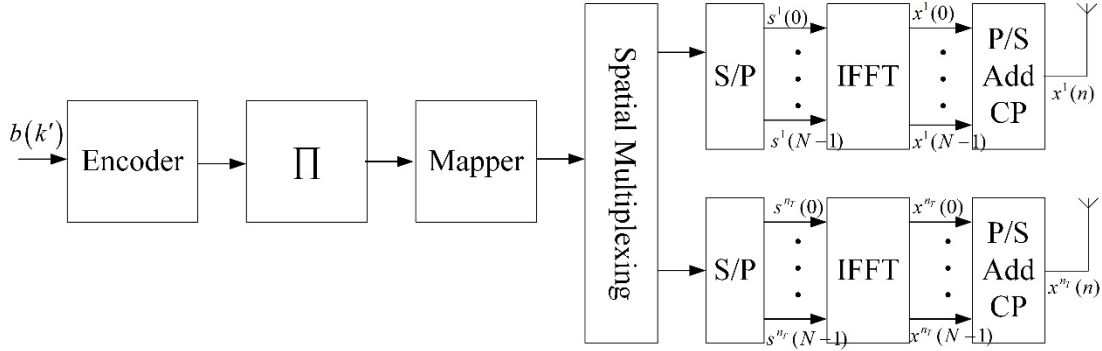 b(k′)
Encoder
∏
Mapper
Spatial Multiplexing
S/P
s¹(0)
s¹(N−1)
IFFT
x¹(0)
x¹(N−1)
P/S
Add
CP
x¹(n)
S/P
s^{n_T}(0)
s^{n_T}(N−1)
IFFT
x^{n_T}(0)
x^{n_T}(N−1)
P/S
Add
CP
x^{n_T}(n)